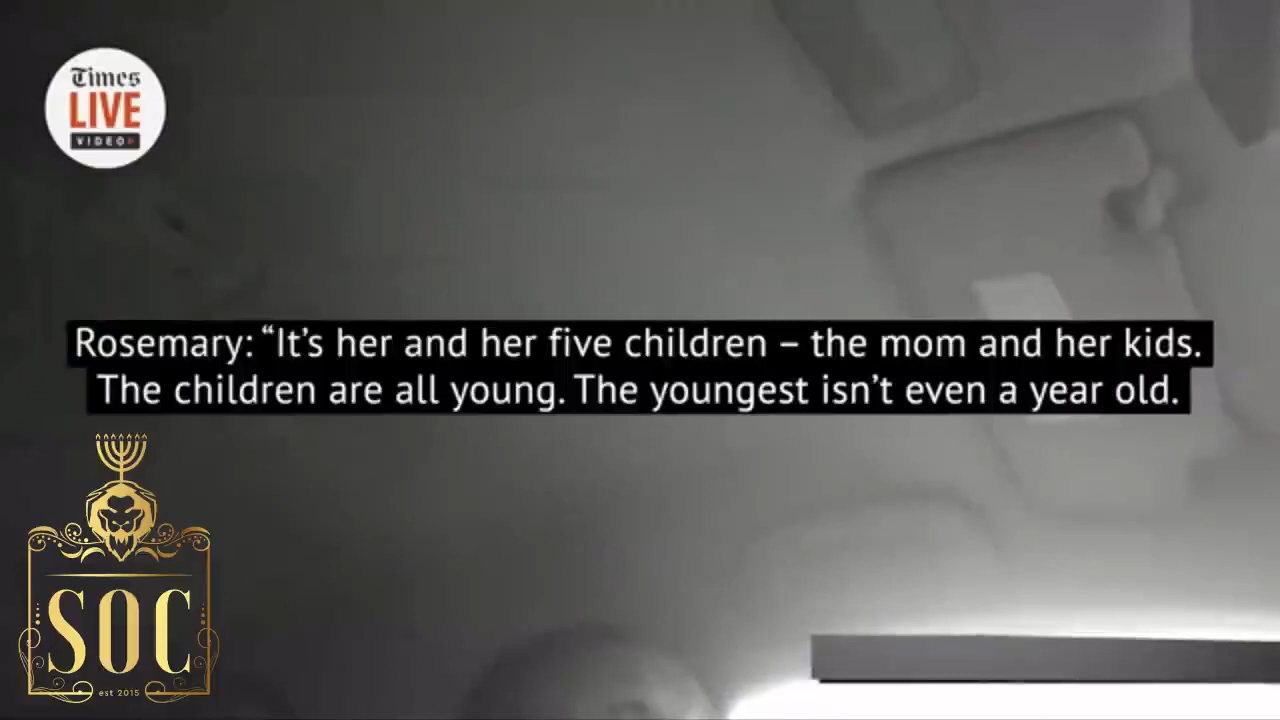 Times
LIVE
VIDEO
Rosemary: “It’s her and her five children – the mom and her kids.
The children are all young. The youngest isn’t even a year old.
SOC
est 2015